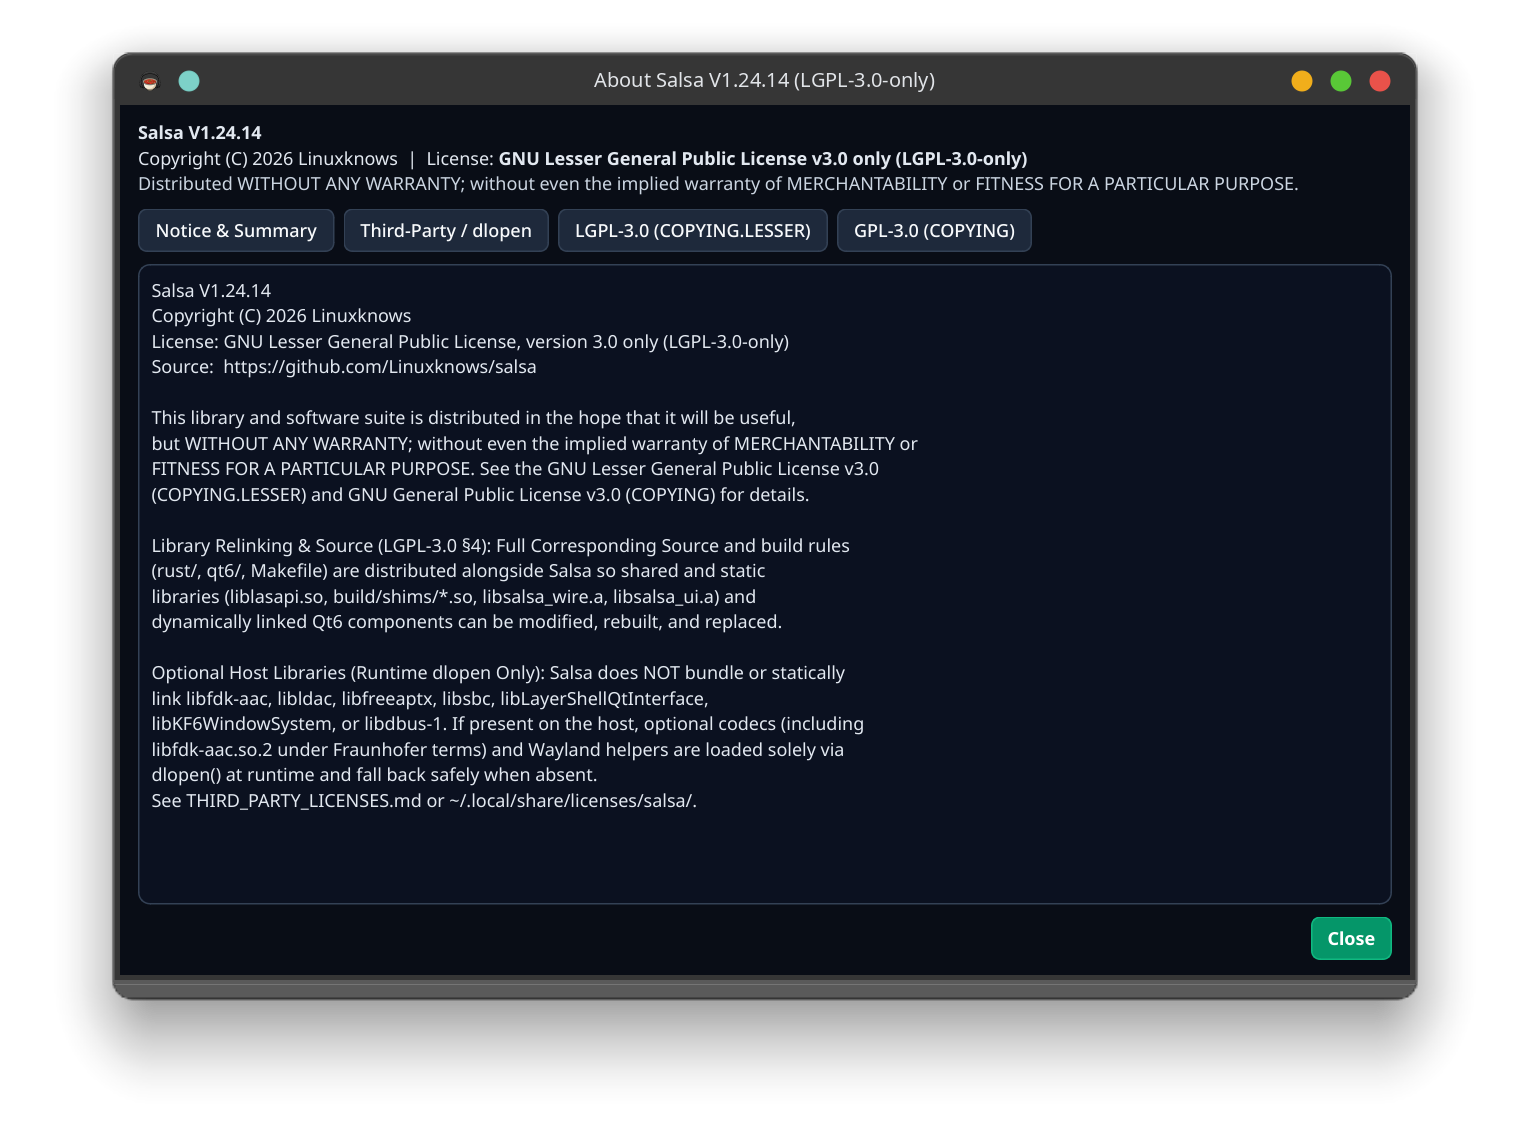 About Salsa V1.24.14 (LGPL-3.0-only)
Salsa V1.24.14
Copyright (C) 2026 Linuxknows | License: GNU Lesser General Public License v3.0 only (LGPL-3.0-only)
Distributed WITHOUT ANY WARRANTY; without even the implied warranty of MERCHANTABILITY or FITNESS FOR A PARTICULAR PURPOSE.
Notice & Summary
Third-Party / dlopen
LGPL-3.0 (COPYING.LESSER)
GPL-3.0 (COPYING)
Salsa V1.24.14
Copyright (C) 2026 Linuxknows
License: GNU Lesser General Public License, version 3.0 only (LGPL-3.0-only)
Source:  https://github.com/Linuxknows/salsa
This library and software suite is distributed in the hope that it will be useful,
but WITHOUT ANY WARRANTY; without even the implied warranty of MERCHANTABILITY or
FITNESS FOR A PARTICULAR PURPOSE. See the GNU Lesser General Public License v3.0
(COPYING.LESSER) and GNU General Public License v3.0 (COPYING) for details.
Library Relinking & Source (LGPL-3.0 §4): Full Corresponding Source and build rules
(rust/, qt6/, Makefile) are distributed alongside Salsa so shared and static
libraries (liblasapi.so, build/shims/*.so, libsalsa_wire.a, libsalsa_ui.a) and
dynamically linked Qt6 components can be modified, rebuilt, and replaced.
Optional Host Libraries (Runtime dlopen Only): Salsa does NOT bundle or statically
link libfdk-aac, libldac, libfreeaptx, libsbc, libLayerShellQtInterface,
libKF6WindowSystem, or libdbus-1. If present on the host, optional codecs (including
libfdk-aac.so.2 under Fraunhofer terms) and Wayland helpers are loaded solely via
dlopen() at runtime and fall back safely when absent.
See THIRD_PARTY_LICENSES.md or ~/.local/share/licenses/salsa/.
Close